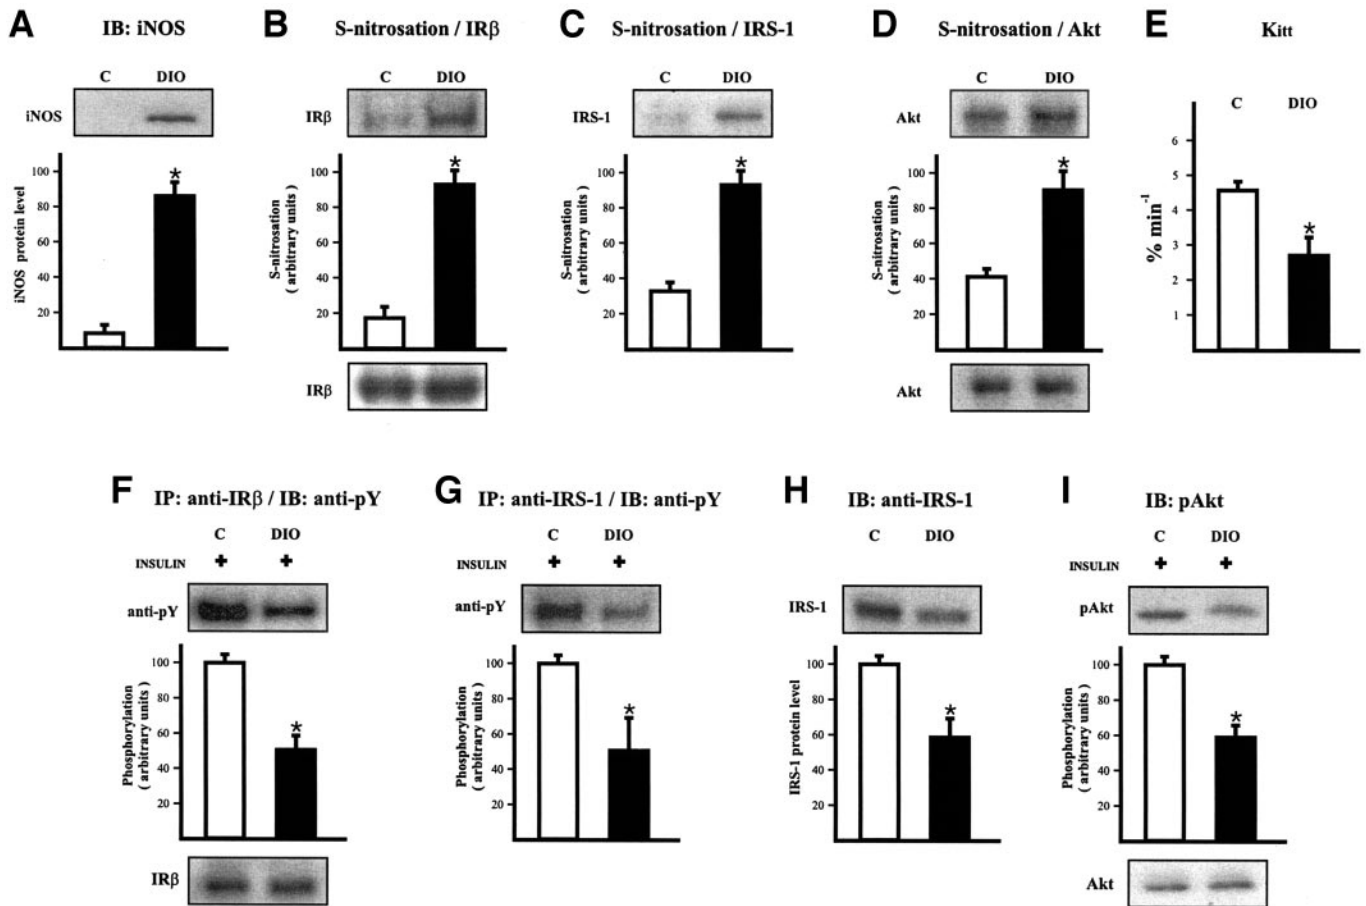 A IB: iNOS
C DIO
iNOS
iNOS protein level
100
80
60
40
20
*
B S-nitrosation / IRβ
C DIO
IRβ
S-nitrosation
( arbitrary units )
100
80
60
40
20
*
IRβ
C S-nitrosation / IRS-1
C DIO
IRS-1
S-nitrosation
( arbitrary units )
100
80
60
40
20
*
D S-nitrosation / Akt
C DIO
Akt
S-nitrosation
( arbitrary units )
100
80
60
40
20
*
Akt
E Kitt
C DIO
% min-1
6
5
4
3
2
1
*
F IP: anti-IRβ / IB: anti-pY
C DIO
INSULIN + +
anti-pY
Phosphorylation
( arbitrary units )
100
80
60
40
20
*
IRβ
G IP: anti-IRS-1 / IB: anti-pY
C DIO
INSULIN + +
anti-pY
Phosphorylation
( arbitrary units )
100
80
60
40
20
*
H IB: anti-IRS-1
C DIO
IRS-1
IRS-1 protein level
100
80
60
40
20
*
I IB: pAkt
C DIO
INSULIN + +
pAkt
Phosphorylation
( arbitrary units )
100
80
60
40
20
*
Akt